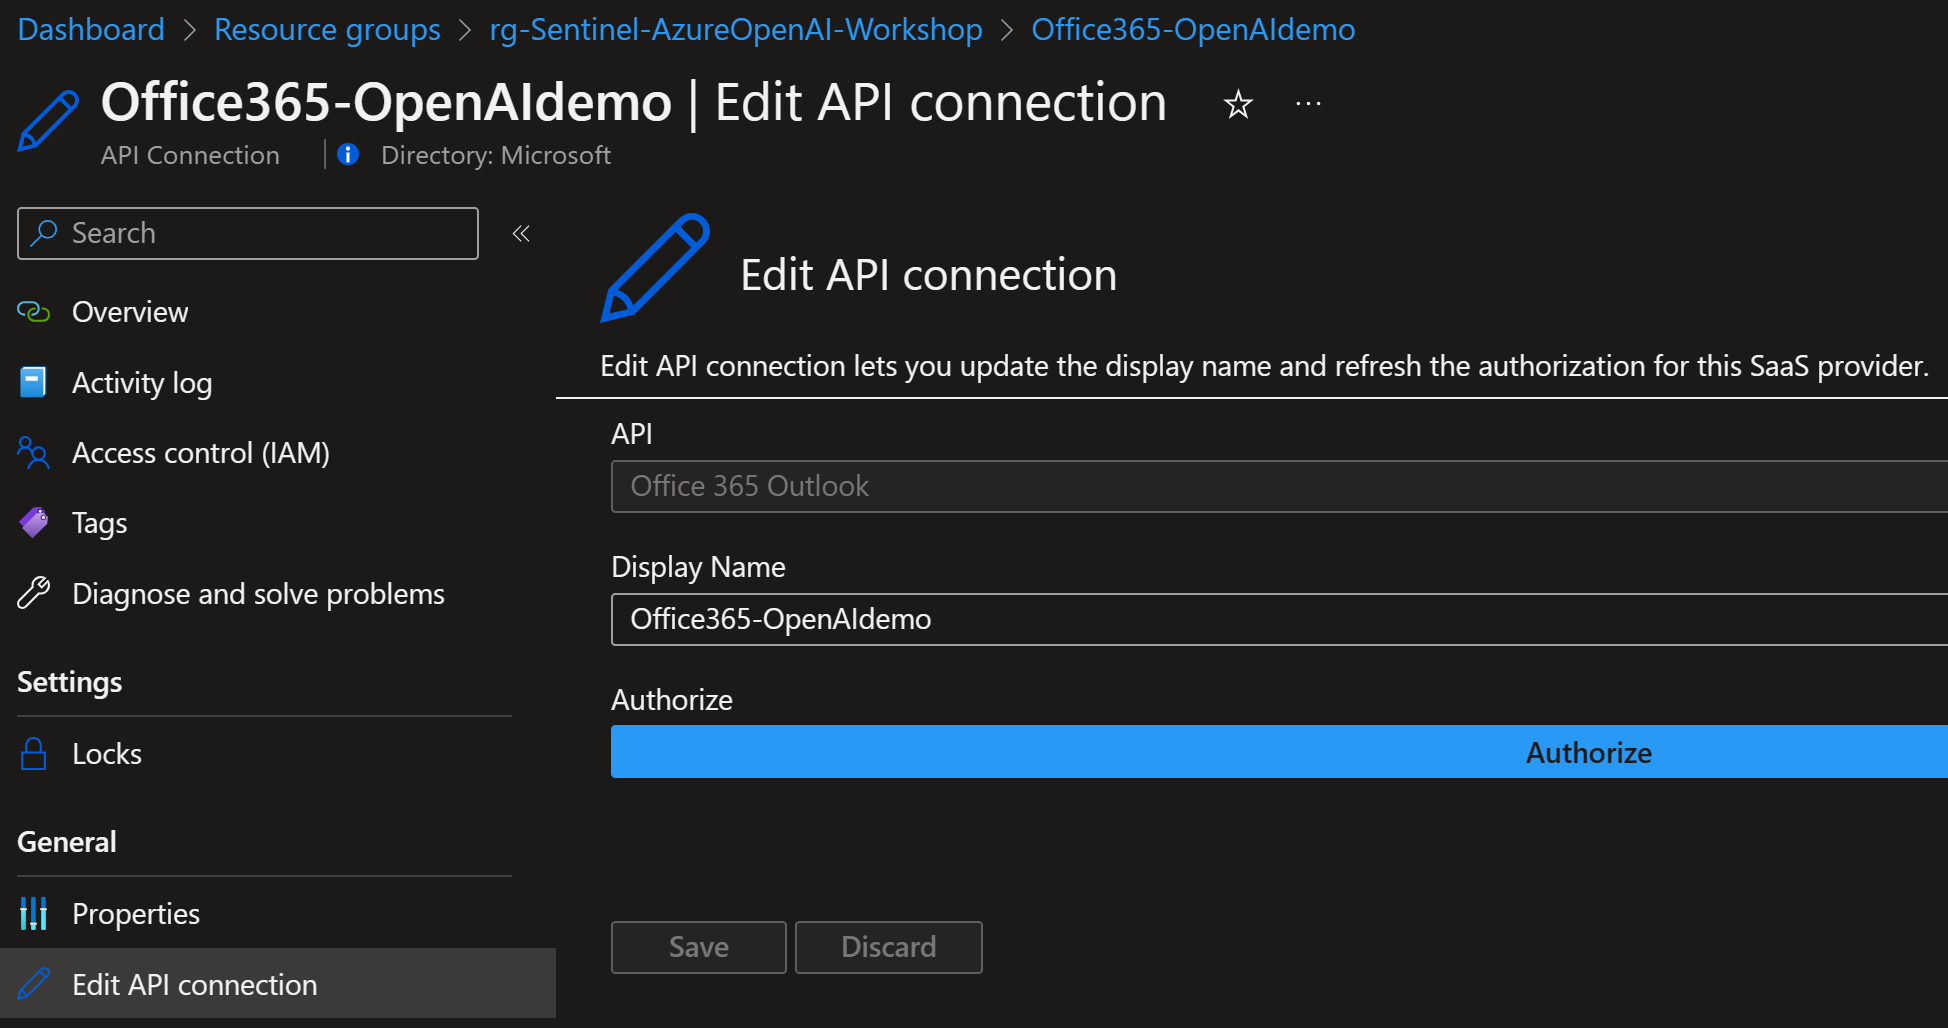 Dashboard > Resource groups > rg-Sentinel-AzureOpenAI-Workshop > Office365-OpenAIdemo
Office365-OpenAIdemo | Edit API connection
API Connection
Directory: Microsoft
Search
Overview
Activity log
Access control (IAM)
Tags
Diagnose and solve problems
Settings
Locks
General
Properties
Edit API connection
Edit API connection
Edit API connection lets you update the display name and refresh the authorization for this SaaS provider.
API
Office 365 Outlook
Display Name
Office365-OpenAIdemo
Authorize
Authorize
Save
Discard